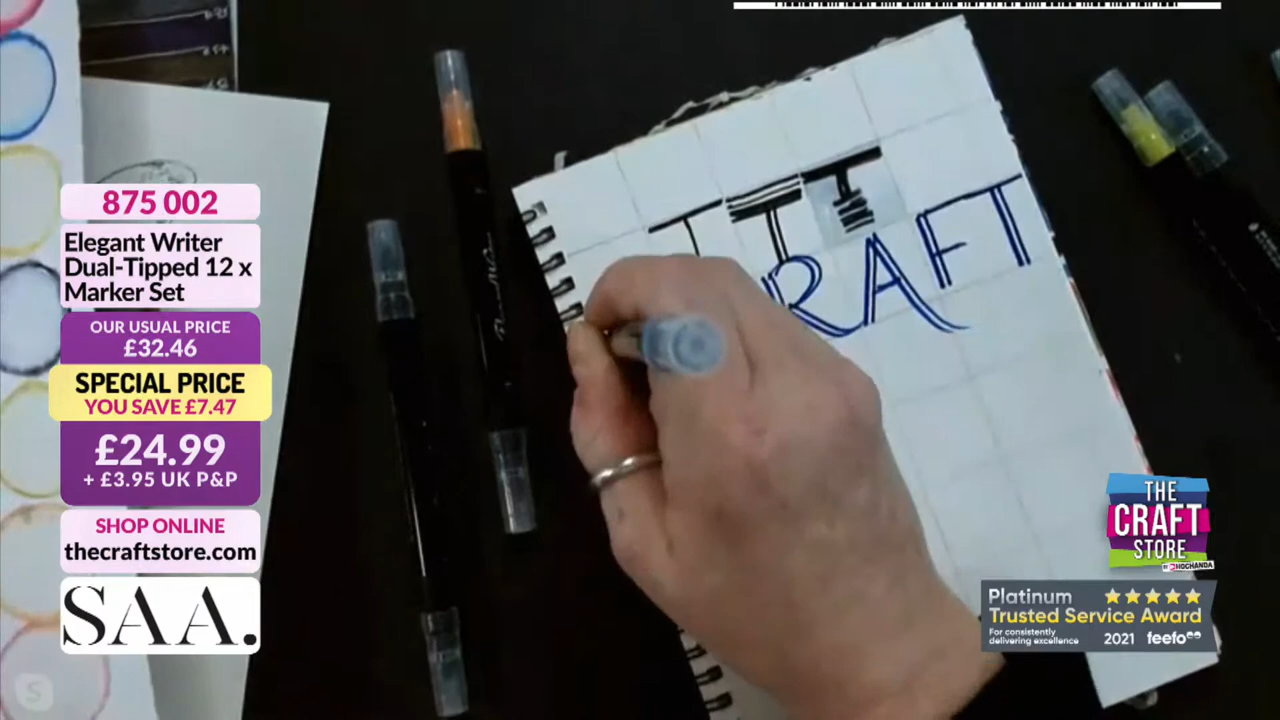 875 002
Elegant Writer
Dual-Tipped 12 x
Marker Set
OUR USUAL PRICE
£32.46
SPECIAL PRICE
YOU SAVE £7.47
£24.99
+ £3.95 UK P&P
SHOP ONLINE
thecraftstore.com
SAA.
T T T
RAFT
THE
CRAFT
STORE
BY HOCHANDA
Platinum
Trusted Service Award
For consistently
delivering excellence
2021 feefo
S